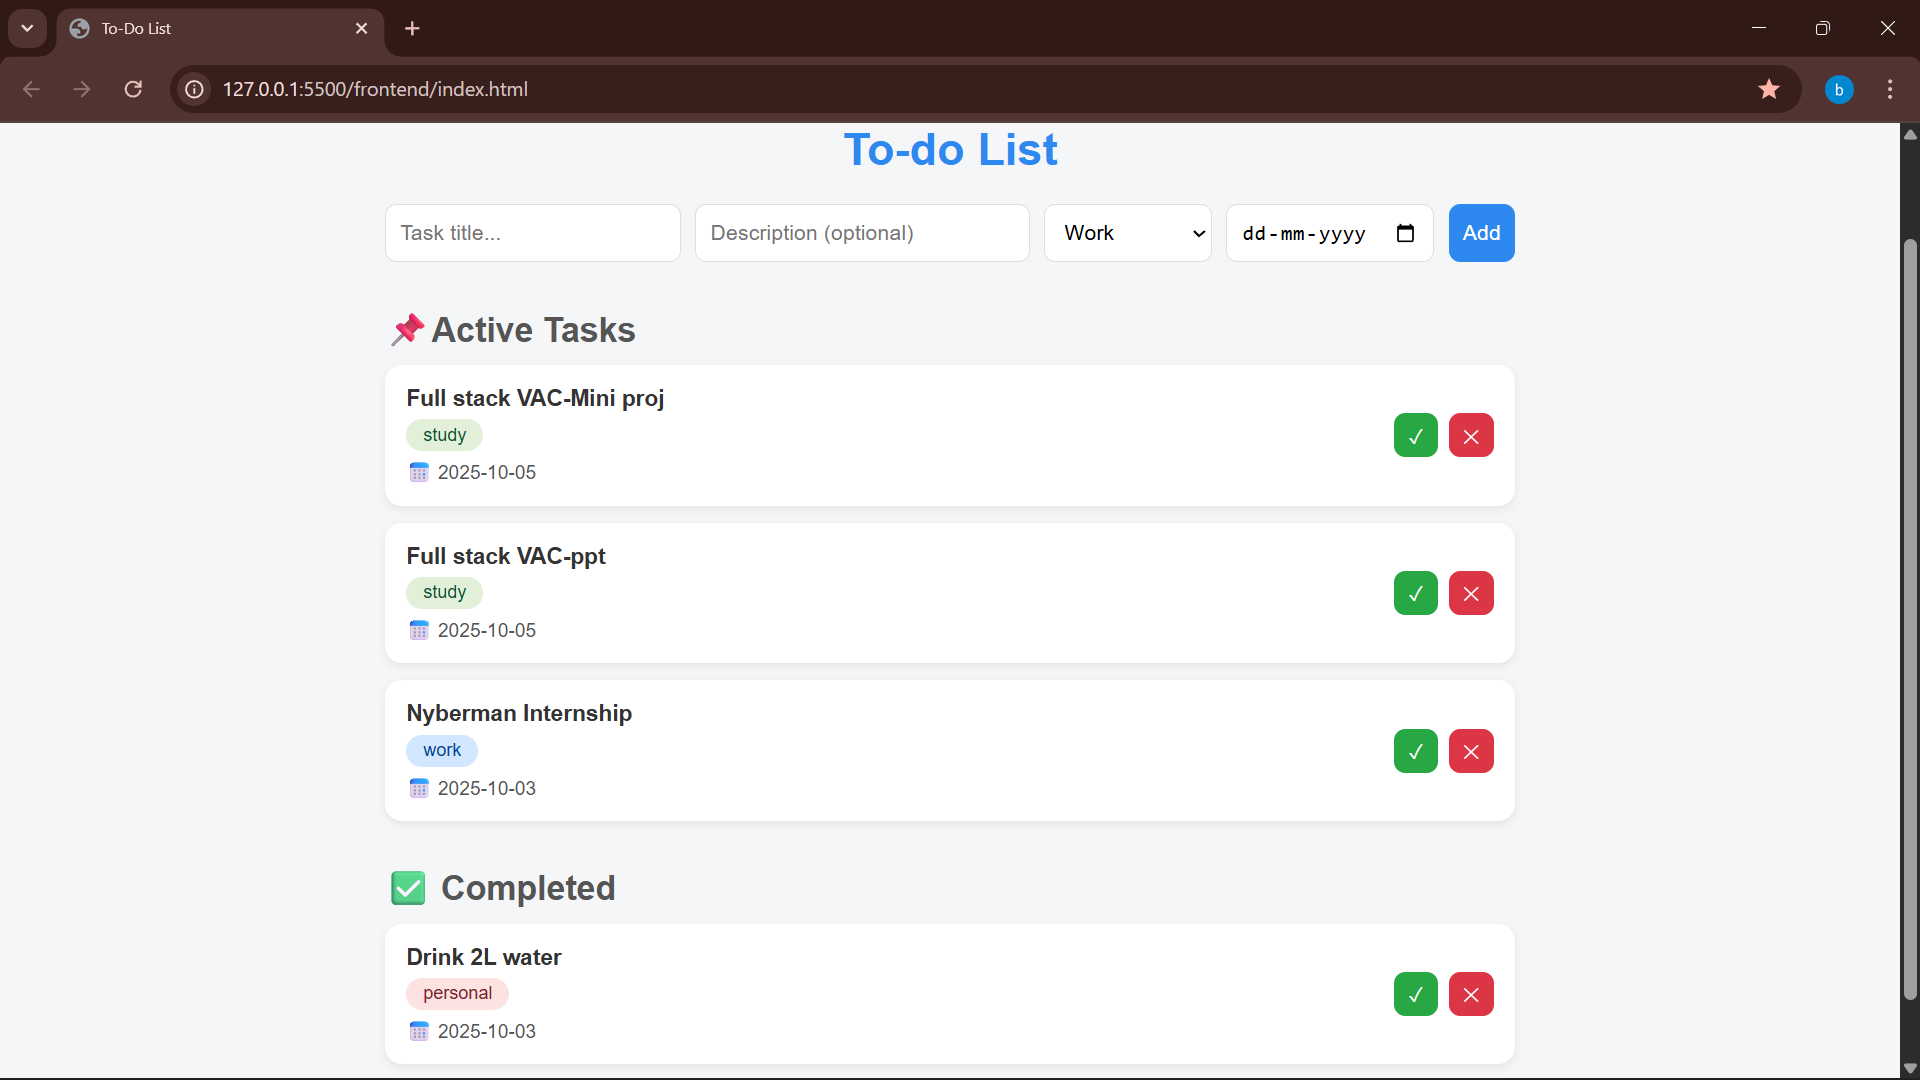 To-Do List
127.0.0.1:5500/frontend/index.html
b
To-do List
Task title...
Description (optional)
Work
dd-mm-yyyy
Add
Active Tasks
Full stack VAC-Mini proj
study
2025-10-05
Full stack VAC-ppt
study
2025-10-05
Nyberman Internship
work
2025-10-03
Completed
Drink 2L water
personal
2025-10-03